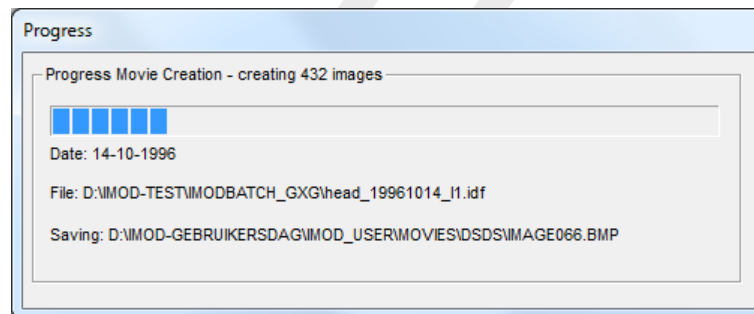 Progress
Progress Movie Creation - creating 432 images
Date: 14-10-1996
File: D:\IMOD-TEST\IMODBATCH_GXG\head_19961014_l1.idf
Saving: D:\IMOD-GEBRUIKERSDAG\IMOD_USER\MOVIES\DSDS\IMAGE066.BMP